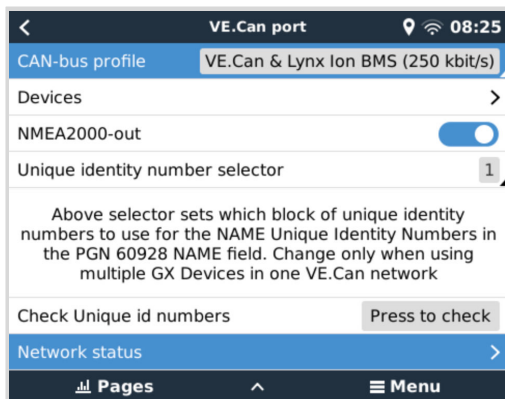 VE.Can port 08:25
CAN-bus profile VE.Can & Lynx Ion BMS (250 kbit/s)
Devices
NMEA2000-out
Unique identity number selector 1
Above selector sets which block of unique identity
numbers to use for the NAME Unique Identity Numbers in
the PGN 60928 NAME field. Change only when using
multiple GX Devices in one VE.Can network
Check Unique id numbers Press to check
Network status
Pages Menu